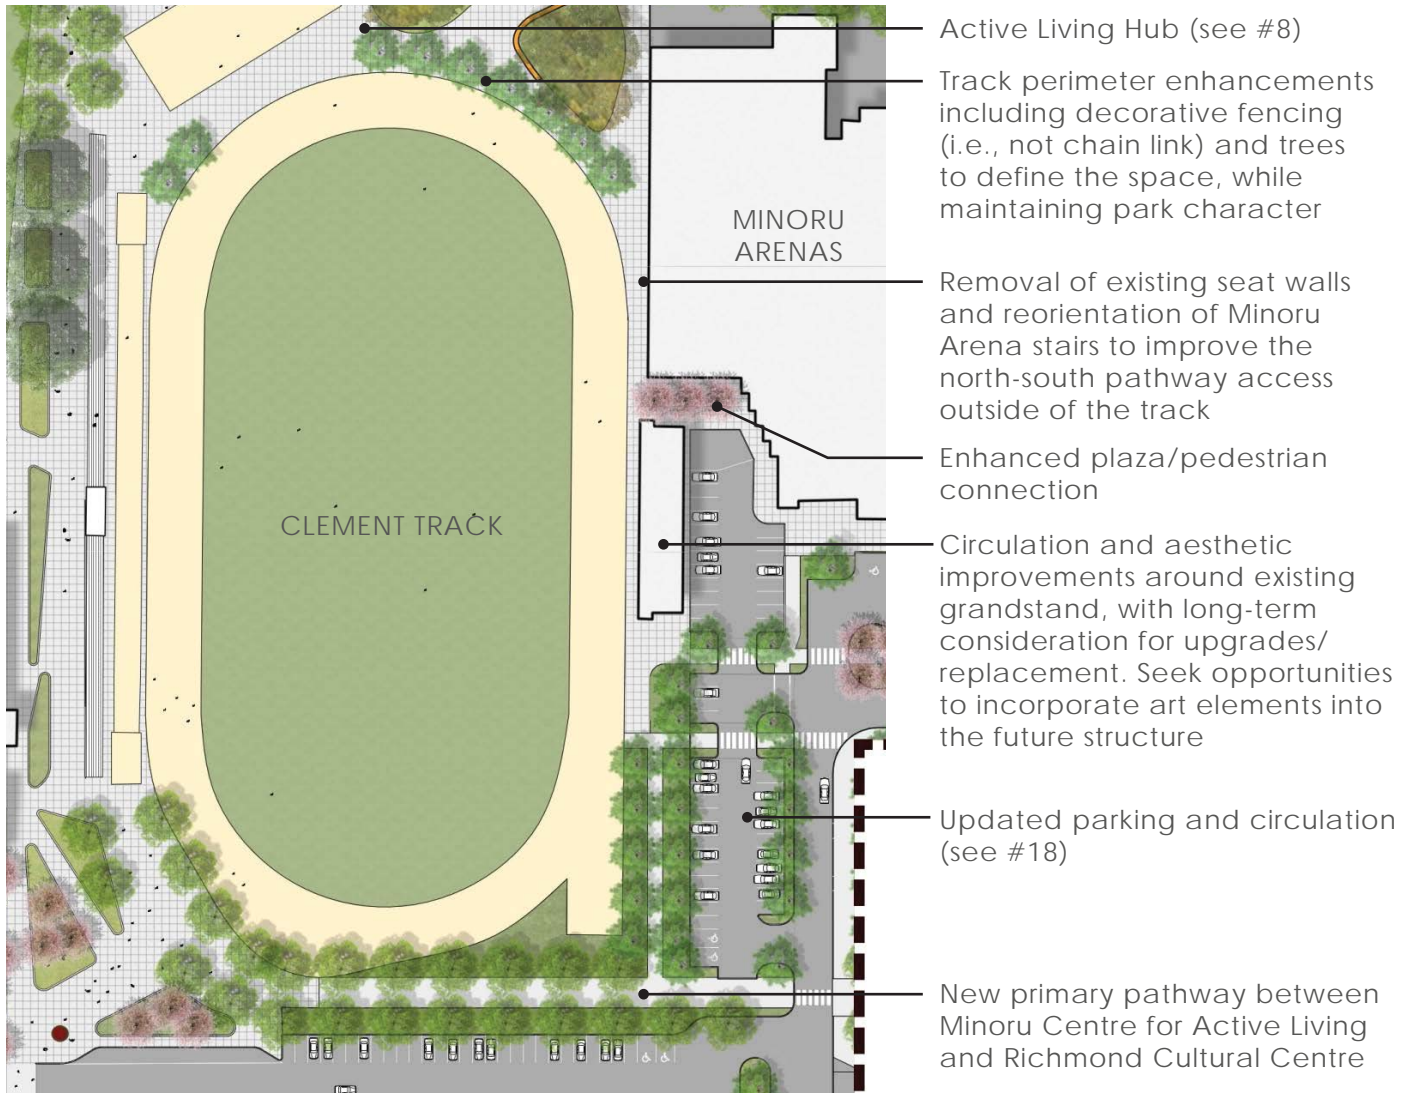 Active Living Hub (see #8)
Track perimeter enhancements
including decorative fencing
(i.e., not chain link) and trees
to define the space, while
maintaining park character
MINORU
ARENAS
Removal of existing seat walls
and reorientation of Minoru
Arena stairs to improve the
north-south pathway access
outside of the track
Enhanced plaza/pedestrian
connection
CLEMENT TRACK
Circulation and aesthetic
improvements around existing
grandstand, with long-term
consideration for upgrades/
replacement. Seek opportunities
to incorporate art elements into
the future structure
Updated parking and circulation
(see #18)
New primary pathway between
Minoru Centre for Active Living
and Richmond Cultural Centre